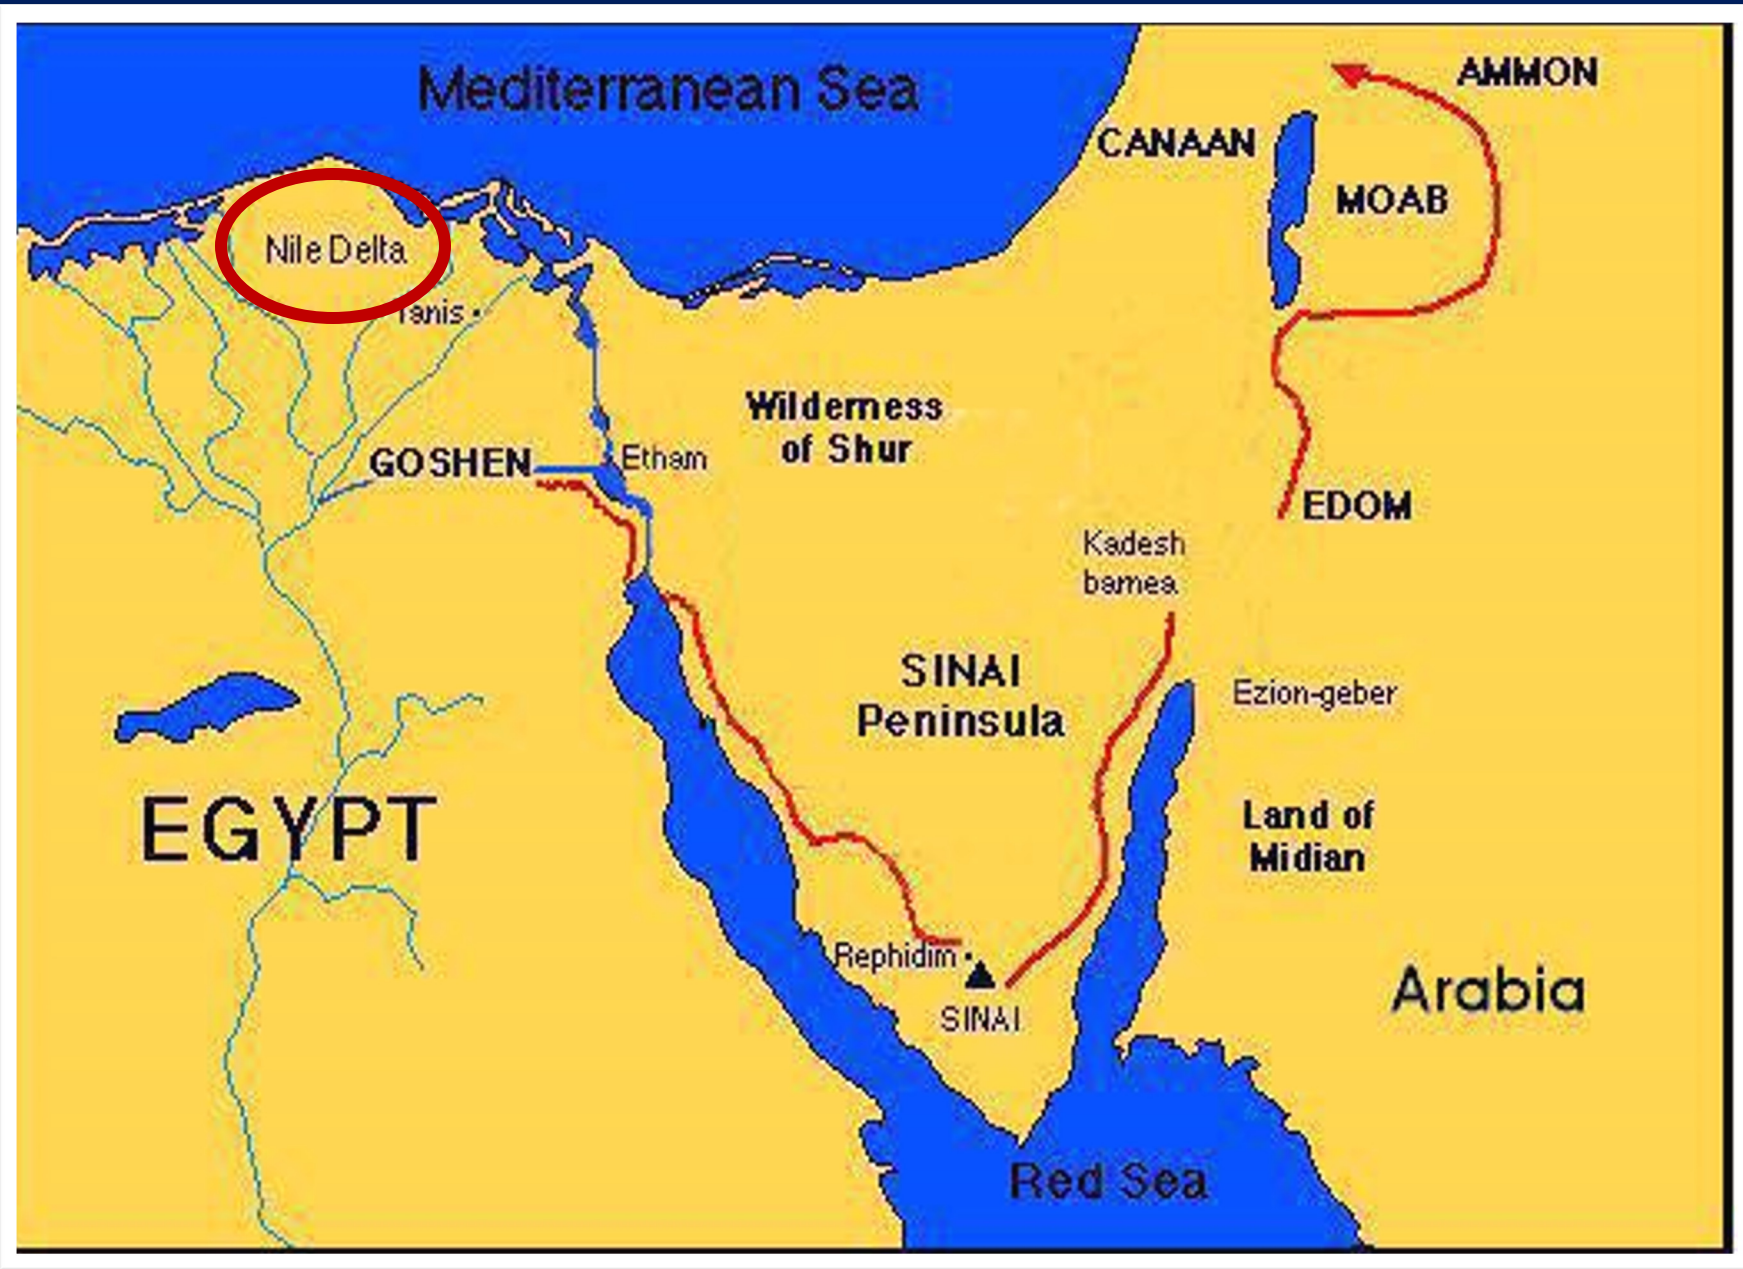 Mediterranean Sea
AMMON
CANAAN
MOAB
Nile Delta
Tanis
Wilderness
of Shur
GOSHEN
Etham
EDOM
Kadesh
barnea
SINAI
Peninsula
Ezion-geber
EGYPT
Land of
Midian
Rephidim
SINAI
Arabia
Red Sea